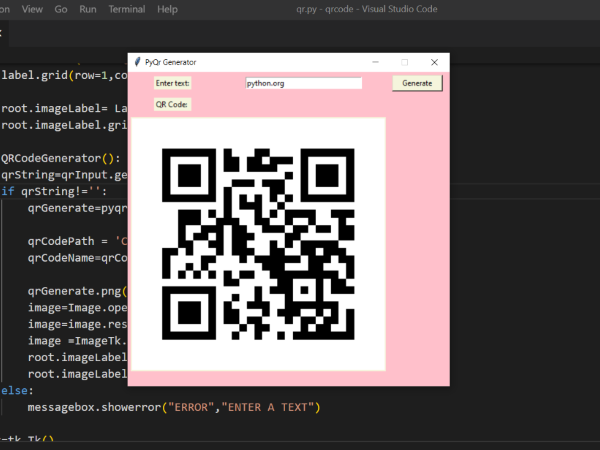 on View Go Run Terminal Help qr.py - qrcode - Visual Studio Code
PyQr Generator
label.grid(row=1,co
Enter text: python.org Generate
QR Code:
root.imageLabel= La
root.imageLabel.gri
QRCodeGenerator():
qrString=qrInput.ge
if qrString!='':
qrGenerate=pyqr
qrCodePath = 'C
qrCodeName=qrCo
qrGenerate.png(
image=Image.ope
image=image.res
image =ImageTk.
root.imageLabel
root.imageLabel
else:
messagebox.showerror("ERROR","ENTER A TEXT")
=tk.Tk()